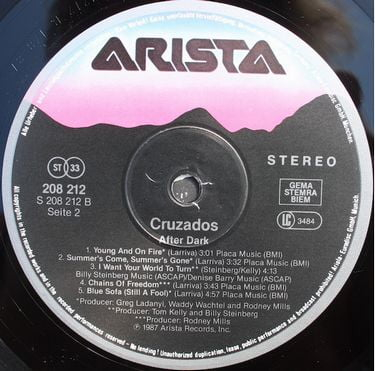 ARISTA
ST 33
208 212
S 208 212 B
Seite 2
STEREO
GEMA
STEMRA
BIEM
LC 3484
Cruzados
After Dark
1. Young And On Fire* (Larriva) 3:01 Placa Music (BMI)
2. Summer's Come, Summer's Gone* (Larriva) 3:32 Placa Music (BMI)
3. I Want Your World To Turn** (Steinberg/Kelly) 4:13
Billy Steinberg Music (ASCAP)/Denise Barry Music (ASCAP)
4. Chains Of Freedom*** (Larriva) 3:43 Placa Music (BMI)
5. Blue Sofa (Still A Fool)* (Larriva) 4:57 Placa Music (BMI)
*Producer: Greg Ladanyi, Waddy Wachtel and Rodney Mills
**Producer: Tom Kelly and Billy Steinberg
***Producer: Rodney Mills
℗ 1987 Arista Records, Inc.